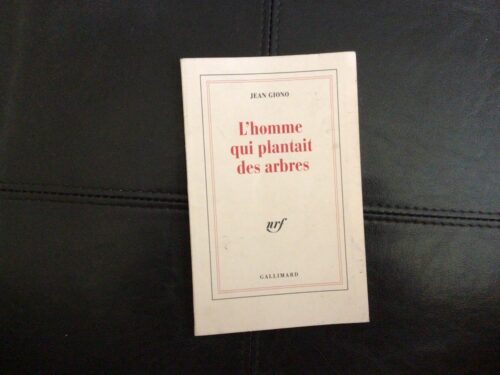 JEAN GIONO
L'homme
qui plantait
des arbres
nrf
GALLIMARD